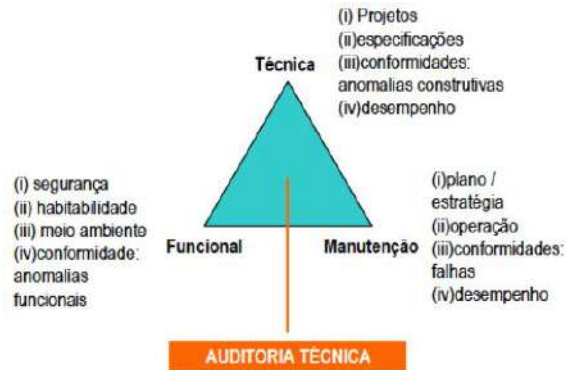 Técnica
(i) Projetos
(ii)especificações
(iii)conformidades:
anomalias construtivas
(iv)desempenho
(i) segurança
(ii) habitabilidade
(iii) meio ambiente
(iv)conformidade:
anomalias
funcionais
Funcional
Manutenção
(i)plano /
estratégia
(ii)operação
(iii)conformidades:
falhas
(iv)desempenho
AUDITORIA TÉCNICA